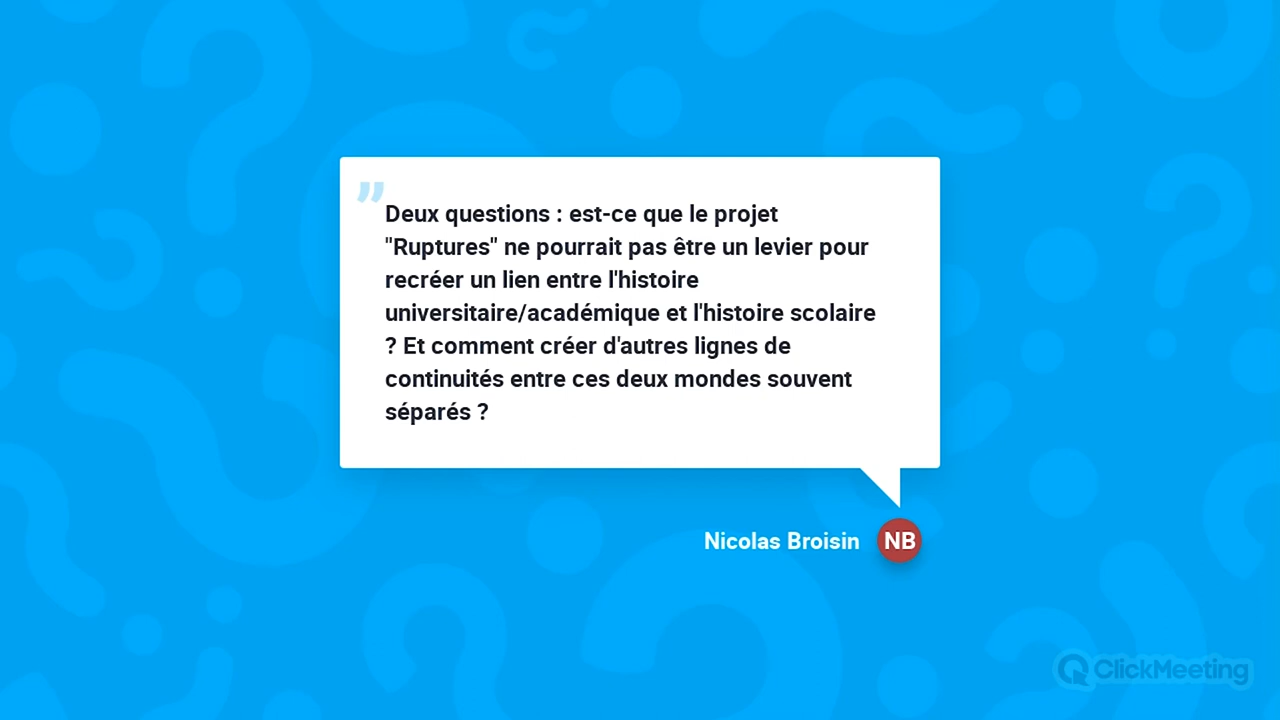 Deux questions : est-ce que le projet
"Ruptures" ne pourrait pas être un levier pour
recréer un lien entre l'histoire
universitaire/académique et l'histoire scolaire
? Et comment créer d'autres lignes de
continuités entre ces deux mondes souvent
séparés ?
Nicolas Broisin
NB
ClickMeeting